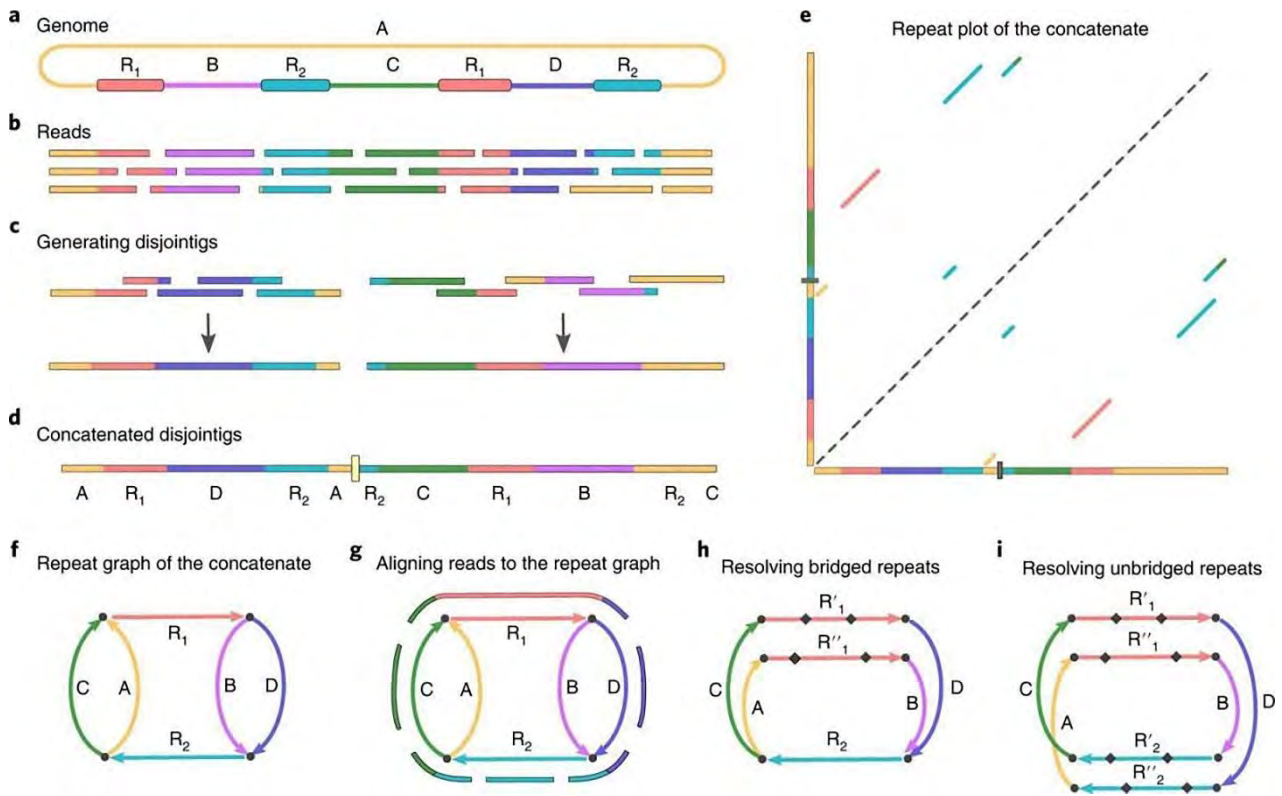 a
Genome
A
R1 B R2 C R1 D R2
b
Reads
c
Generating disjointigs
d
Concatenated disjointigs
A R1 D R2 A R2 C R1 B R2 C
e
Repeat plot of the concatenate
f
Repeat graph of the concatenate
R1
C A B D
R2
g
Aligning reads to the repeat graph
R1
C A B D
R2
h
Resolving bridged repeats
R'1
R''1
C A B D
R2
i
Resolving unbridged repeats
R'1
R''1
C A B D
R'2
R''2